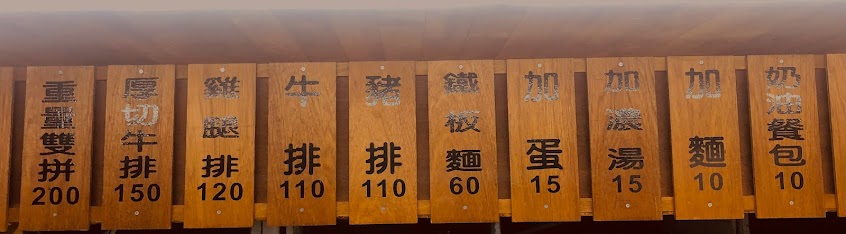 重量雙拼 200
厚切牛排 150
雞腿排 120
牛排 110
豬排 110
鐵板麵 60
加蛋 15
加濃湯 15
加麵 10
奶油餐包 10